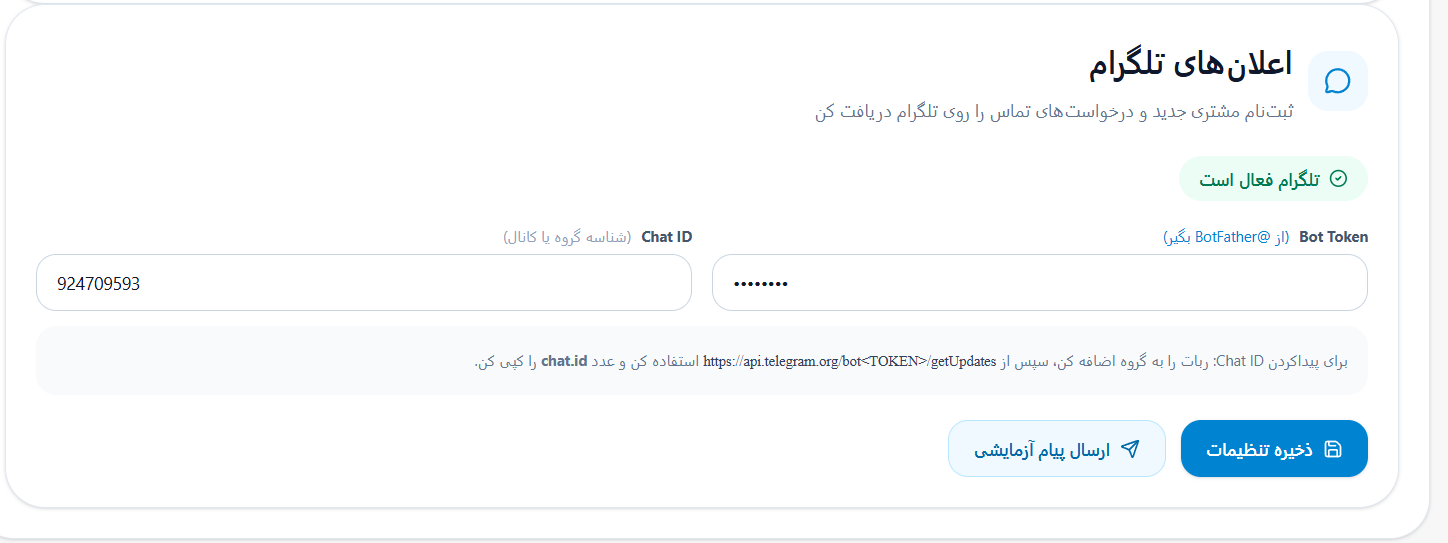 اعلان‌های تلگرام
ثبت‌نام مشتری جدید و درخواست‌های تماس را روی تلگرام دریافت کن
تلگرام فعال است
Bot Token (از @BotFather بگیر)
••••••••
Chat ID (شناسه گروه یا کانال)
924709593
برای پیداکردن Chat ID: ربات را به گروه اضافه کن، سپس از https://api.telegram.org/bot<TOKEN>/getUpdates استفاده کن و عدد chat.id را کپی کن.
ذخیره تنظیمات
ارسال پیام آزمایشی